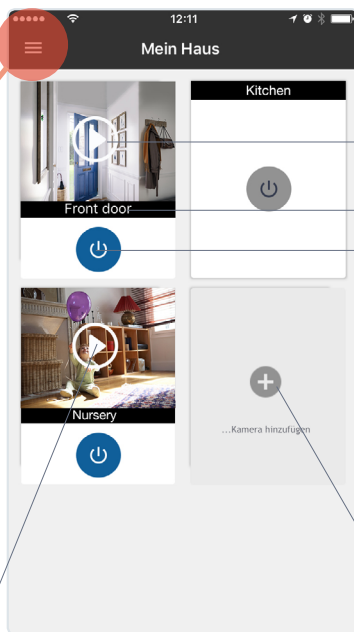 12:11
Mein Haus
Kitchen
Front door
Nursery
...Kamera hinzufügen